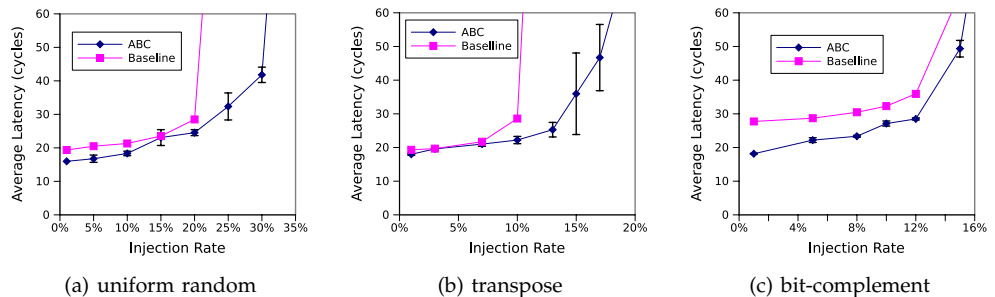 60
50
40
30
20
10
0
Average Latency (cycles)
ABC
Baseline
0% 5% 10% 15% 20% 25% 30% 35%
Injection Rate
(a) uniform random
60
50
40
30
20
10
0
Average Latency (cycles)
ABC
Baselline
0% 5% 10% 15% 20%
Injection Rate
(b) transpose
60
50
40
30
20
10
0
Average Latency (cycles)
ABC
Baseline
0% 4% 8% 12% 16%
Injection Rate
(c) bit-complement